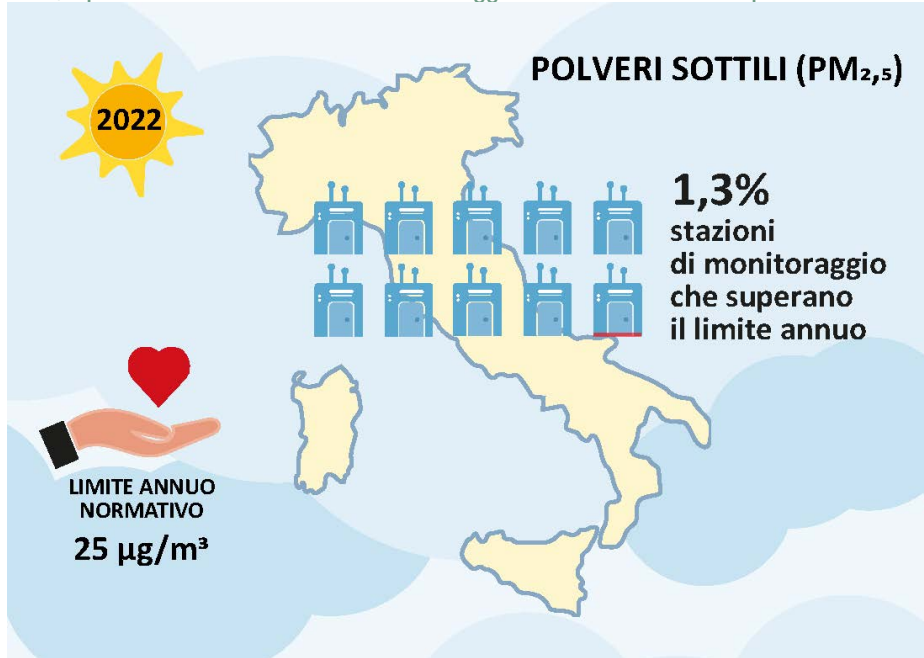 POLVERI SOTTILI (PM₂,₅)
2022
1,3%
stazioni
di monitoraggio
che superano
il limite annuo
LIMITE ANNUO
NORMATIVO
25 µg/m³